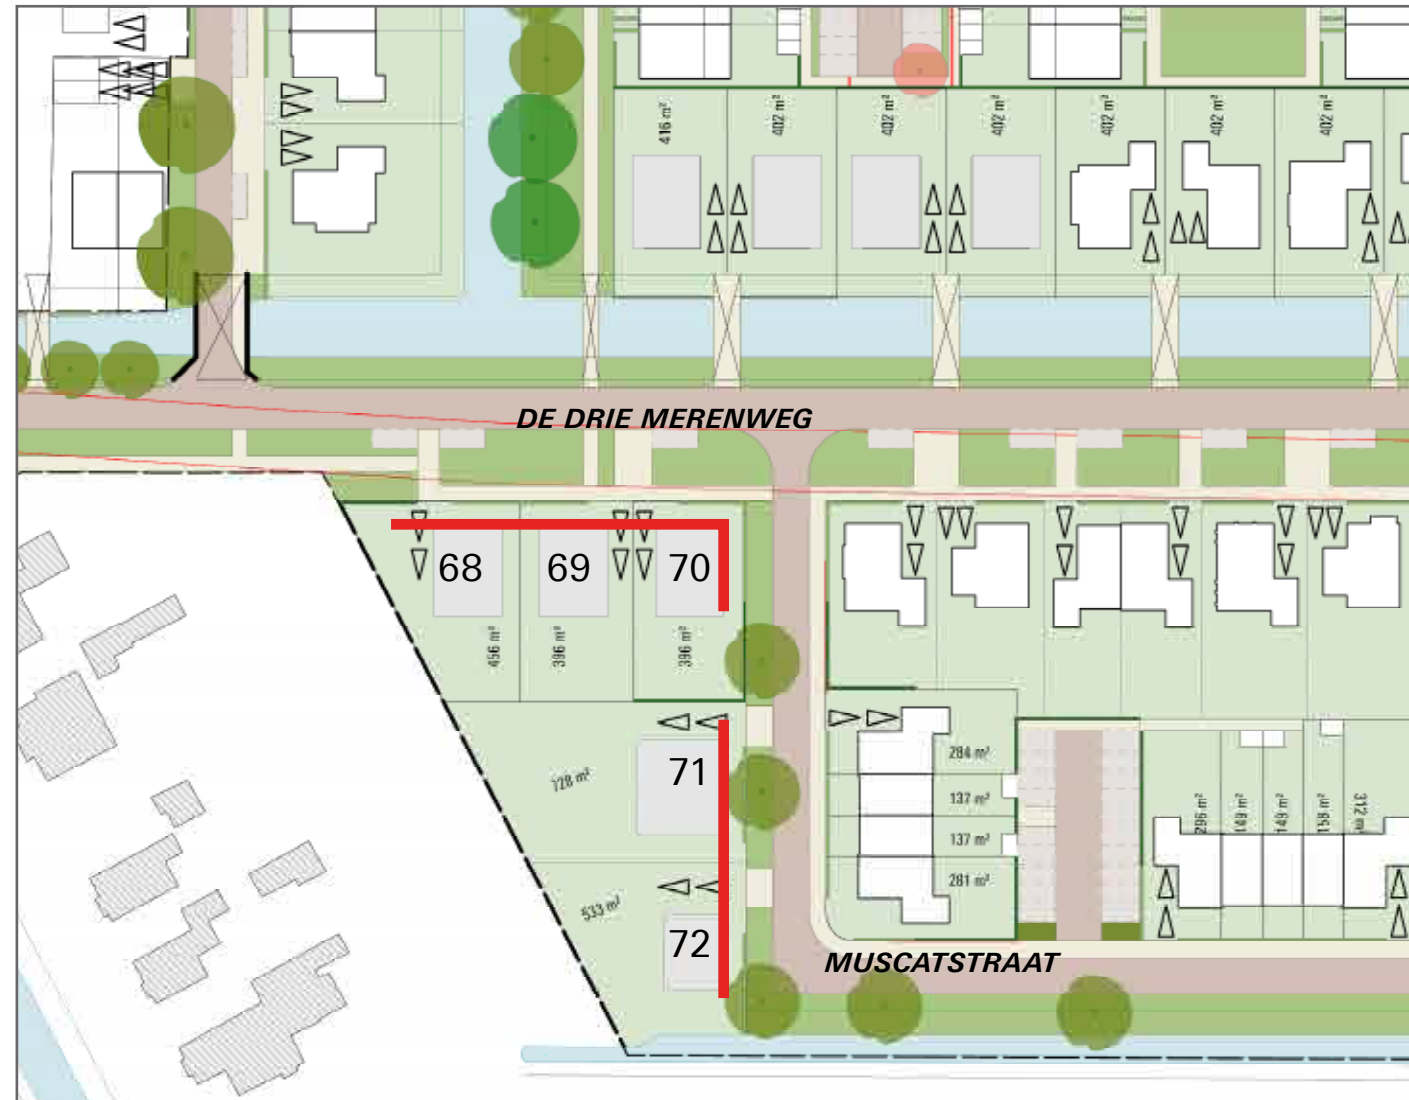 416 m²
402 m²
402 m²
402 m²
402 m²
402 m²
402 m²
DE DRIE MERENWEG
68
69
70
456 m²
396 m²
396 m²
71
728 m²
284 m²
137 m²
137 m²
281 m²
296 m²
149 m²
149 m²
158 m²
213 m²
533 m²
72
MUSCATSTRAAT